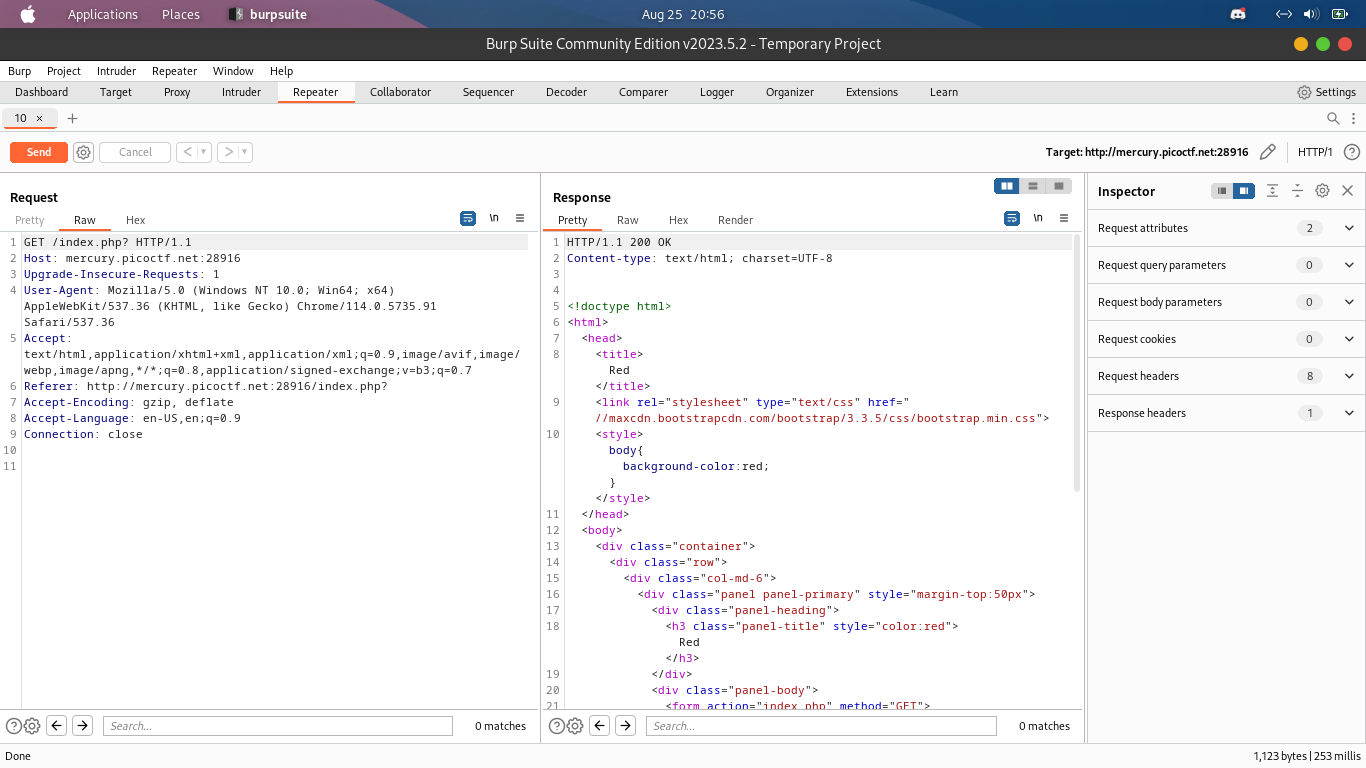 Applications Places burpsuite Aug 25 20:56
Burp Suite Community Edition v2023.5.2 - Temporary Project
Burp Project Intruder Repeater Window Help
Dashboard Target Proxy Intruder Repeater Collaborator Sequencer Decoder Comparer Logger Organizer Extensions Learn Settings
10 × +
Send Cancel < > Target: http://mercury.picoctf.net:28916 HTTP/1 ?
Request
Pretty Raw Hex \n
1 GET /index.php? HTTP/1.1
2 Host: mercury.picoctf.net:28916
3 Upgrade-Insecure-Requests: 1
4 User-Agent: Mozilla/5.0 (Windows NT 10.0; Win64; x64)
AppleWebKit/537.36 (KHTML, like Gecko) Chrome/114.0.5735.91
Safari/537.36
5 Accept:
text/html,application/xhtml+xml,application/xml;q=0.9,image/avif,image/
webp,image/apng,*/*;q=0.8,application/signed-exchange;v=b3;q=0.7
6 Referer: http://mercury.picoctf.net:28916/index.php?
7 Accept-Encoding: gzip, deflate
8 Accept-Language: en-US,en;q=0.9
9 Connection: close
10
11
Search... 0 matches
Response
Pretty Raw Hex Render \n
1 HTTP/1.1 200 OK
2 Content-type: text/html; charset=UTF-8
3
4
5 <!doctype html>
6 <html>
7 <head>
8 <title>
Red
</title>
9 <link rel="stylesheet" type="text/css" href="
//maxcdn.bootstrapcdn.com/bootstrap/3.3.5/css/bootstrap.min.css">
10 <style>
body{
background-color:red;
}
</style>
11 </head>
12 <body>
13 <div class="container">
14 <div class="row">
15 <div class="col-md-6">
16 <div class="panel panel-primary" style="margin-top:50px">
17 <div class="panel-heading">
18 <h3 class="panel-title" style="color:red">
Red
</h3>
19 </div>
20 <div class="panel-body">
21 <form action="index.php" method="GET">
Search... 0 matches
Inspector
Request attributes 2
Request query parameters 0
Request body parameters 0
Request cookies 0
Request headers 8
Response headers 1
Done 1,123 bytes | 253 millis